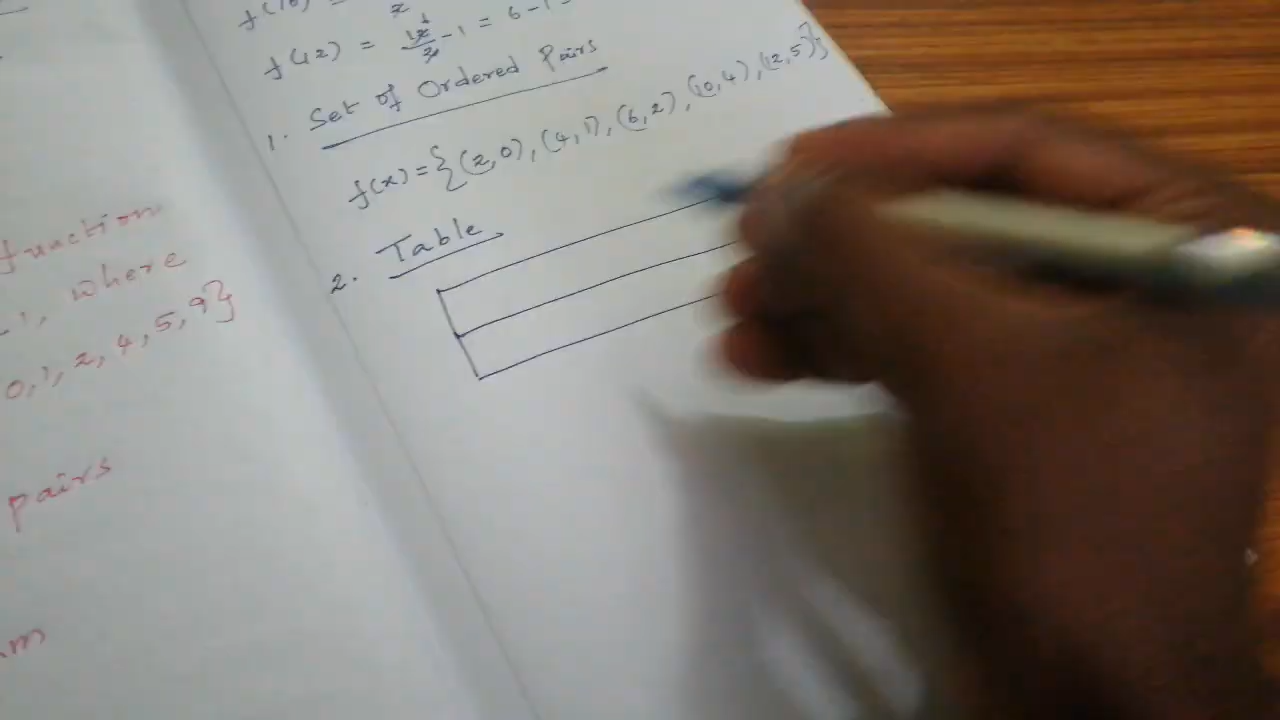 function
, where
0, 1, 2, 4, 5, 9}
pairs
f(10) =
f(12) = 12/2 - 1 = 6 - 1 =
1. Set of Ordered Pairs
f(x) = {(2,0), (4,1), (6,2), (10,4), (12,5)}
2. Table